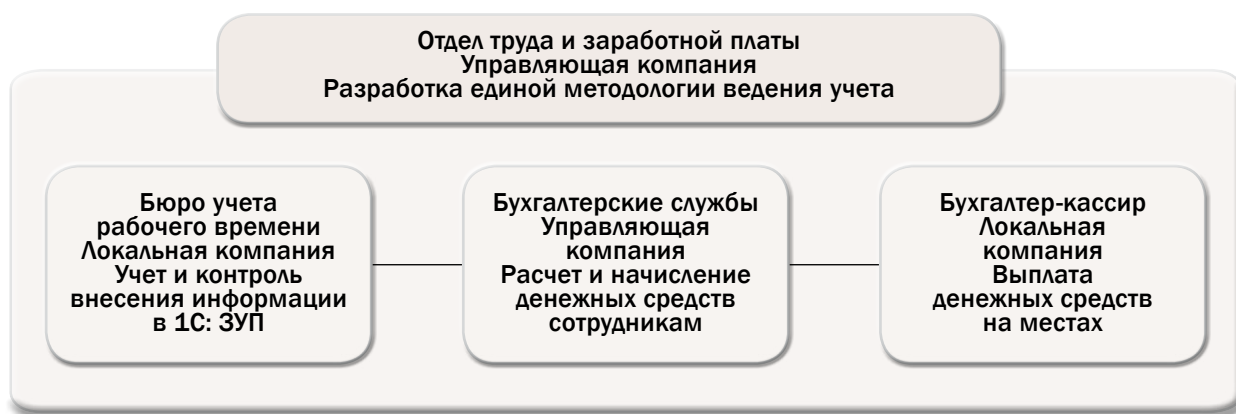 Отдел труда и заработной платы
Управляющая компания
Разработка единой методологии ведения учета
Бюро учета
рабочего времени
Локальная компания
Учет и контроль
внесения информации
в 1С: ЗУП
Бухгалтерские службы
Управляющая
компания
Расчет и начисление
денежных средств
сотрудникам
Бухгалтер-кассир
Локальная
компания
Выплата
денежных средств
на местах